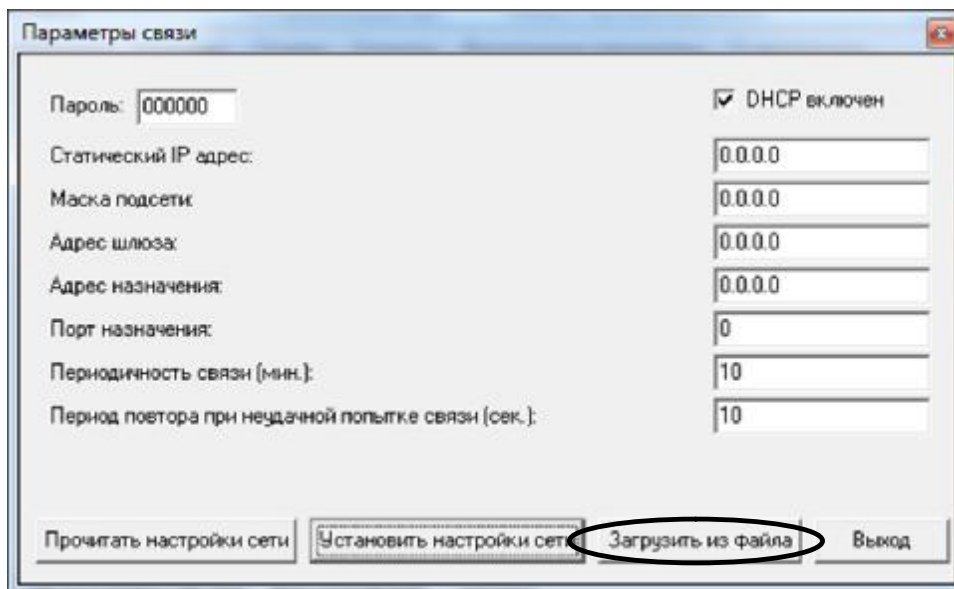 Параметры связи
Пароль: 000000 DHCP включен
Статический IP адрес: 0.0.0.0
Маска подсети: 0.0.0.0
Адрес шлюза: 0.0.0.0
Адрес назначения: 0.0.0.0
Порт назначения: 0
Периодичность связи (мин.): 10
Период повтора при неудачной попытке связи (сек.): 10
Прочитать настройки сети Установить настройки сети Загрузить из файла Выход